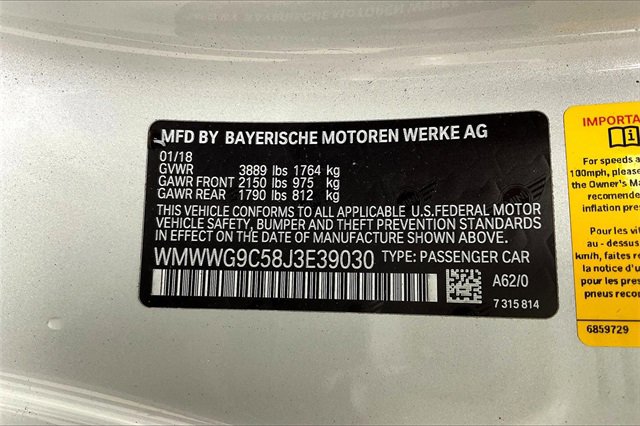 MFD BY BAYERISCHE MOTOREN WERKE AG
01/18
GVWR 3889 lbs 1764 kg
GAWR FRONT 2150 lbs 975 kg
GAWR REAR 1790 lbs 812 kg
THIS VEHICLE CONFORMS TO ALL APPLICABLE U.S.FEDERAL MOTOR
VEHICLE SAFETY, BUMPER, AND THEFT PREVENTION STANDARDS
IN EFFECT ON THE DATE OF MANUFACTURE SHOWN ABOVE.
WMWWG9C58J3E39030 TYPE: PASSENGER CAR
A62/0
7 315 814
For speeds a
100mph, please
the Owner's Ma
recommende
inflation pres
Pour les vit
au - dessus
km/h, faites r
la notice d'u
pour les pres
pneus recom
6859729